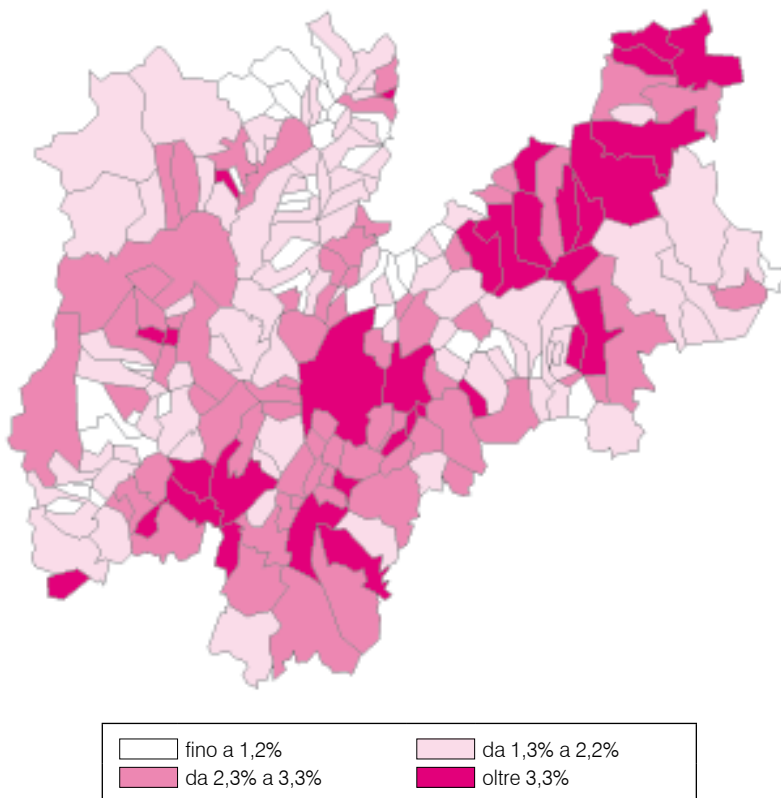 fino a 1,2% da 1,3% a 2,2%
da 2,3% a 3,3% oltre 3,3%